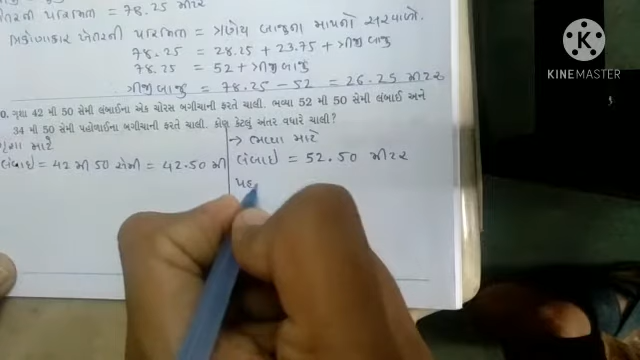 ખેતરની પરિમિતિ = 78.25 મીટર
ત્રિકોણાકાર ખેતરની પરિમિતિ = ત્રણેય બાજુના માપનો સરવાળો.
78.25 = 28.25 + 23.75 + ત્રીજી બાજુ
78.25 = 52 + ત્રીજી બાજુ
ત્રીજી બાજુ = 78.25 - 52 = 26.25 મીટર
0. ગૃથા 42 મી 50 સેમી લંબાઈના એક ચોરસ બગીચાની ફરતે ચાલી. ભવ્યા 52 મી 50 સેમી લંબાઈ અને
34 મી 50 સેમી પહોળાઈના બગીચાની ફરતે ચાલી. કોણ કેટલું અંતર વધારે ચાલી?
માટે
→ ભવ્યા માટે
લંબાઈ = 42 મી 50 સેમી = 42.50 મી
લંબાઇ = 52.50 મીટર
પહ
KINEMASTER